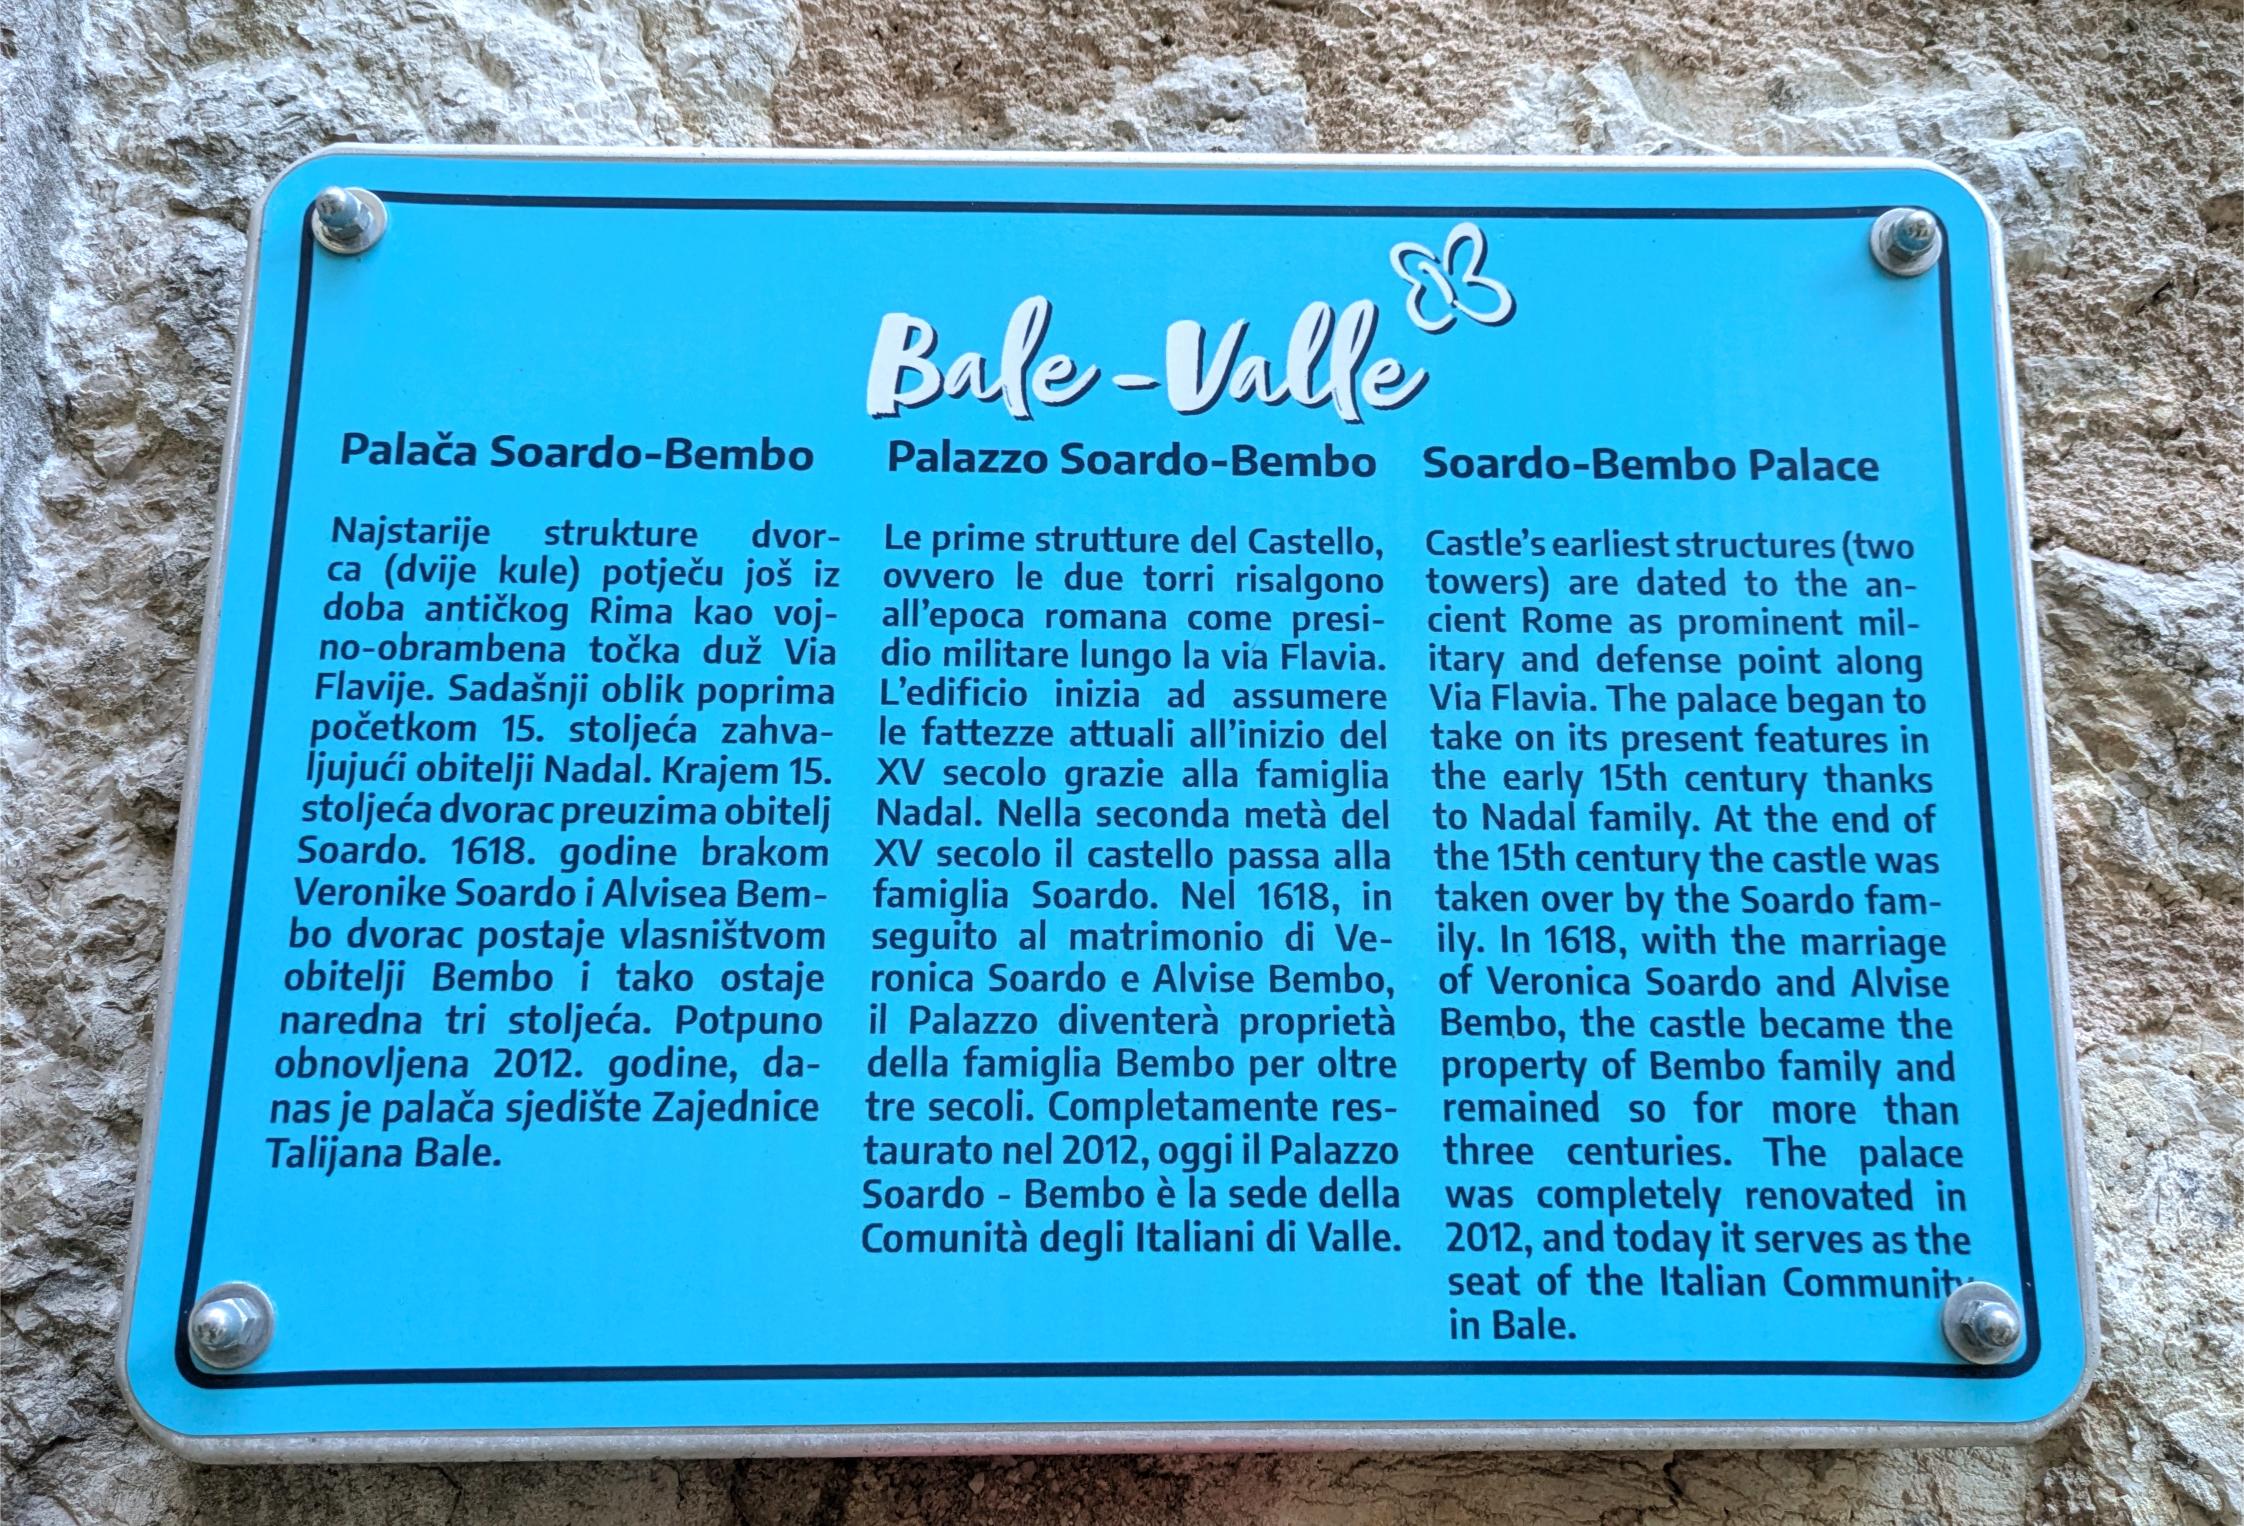 Bale-Valle
Palača Soardo-Bembo
Najstarije strukture dvor-
ca (dvije kule) potječu još iz
doba antičkog Rima kao voj-
no-obrambena točka duž Via
Flavije. Sadašnji oblik poprima
početkom 15. stoljeća zahva-
ljujući obitelji Nadal. Krajem 15.
stoljeća dvorac preuzima obitelj
Soardo. 1618. godine brakom
Veronike Soardo i Alvisea Bem-
bo dvorac postaje vlasništvom
obitelji Bembo i tako ostaje
naredna tri stoljeća. Potpuno
obnovljena 2012. godine, da-
nas je palača sjedište Zajednice
Talijana Bale.
Palazzo Soardo-Bembo
Le prime strutture del Castello,
ovvero le due torri risalgono
all'epoca romana come presi-
dio militare lungo la via Flavia.
L'edificio inizia ad assumere
le fattezze attuali all'inizio del
XV secolo grazie alla famiglia
Nadal. Nella seconda metà del
XV secolo il castello passa alla
famiglia Soardo. Nel 1618, in
seguito al matrimonio di Ve-
ronica Soardo e Alvise Bembo,
il Palazzo diventerà proprietà
della famiglia Bembo per oltre
tre secoli. Completamente res-
taurato nel 2012, oggi il Palazzo
Soardo - Bembo è la sede della
Comunità degli Italiani di Valle.
Soardo-Bembo Palace
Castle's earliest structures (two
towers) are dated to the an-
cient Rome as prominent mil-
itary and defense point along
Via Flavia. The palace began to
take on its present features in
the early 15th century thanks
to Nadal family. At the end of
the 15th century the castle was
taken over by the Soardo fam-
ily. In 1618, with the marriage
of Veronica Soardo and Alvise
Bembo, the castle became the
property of Bembo family and
remained so for more than
three centuries. The palace
was completely renovated in
2012, and today it serves as the
seat of the Italian Community
in Bale.